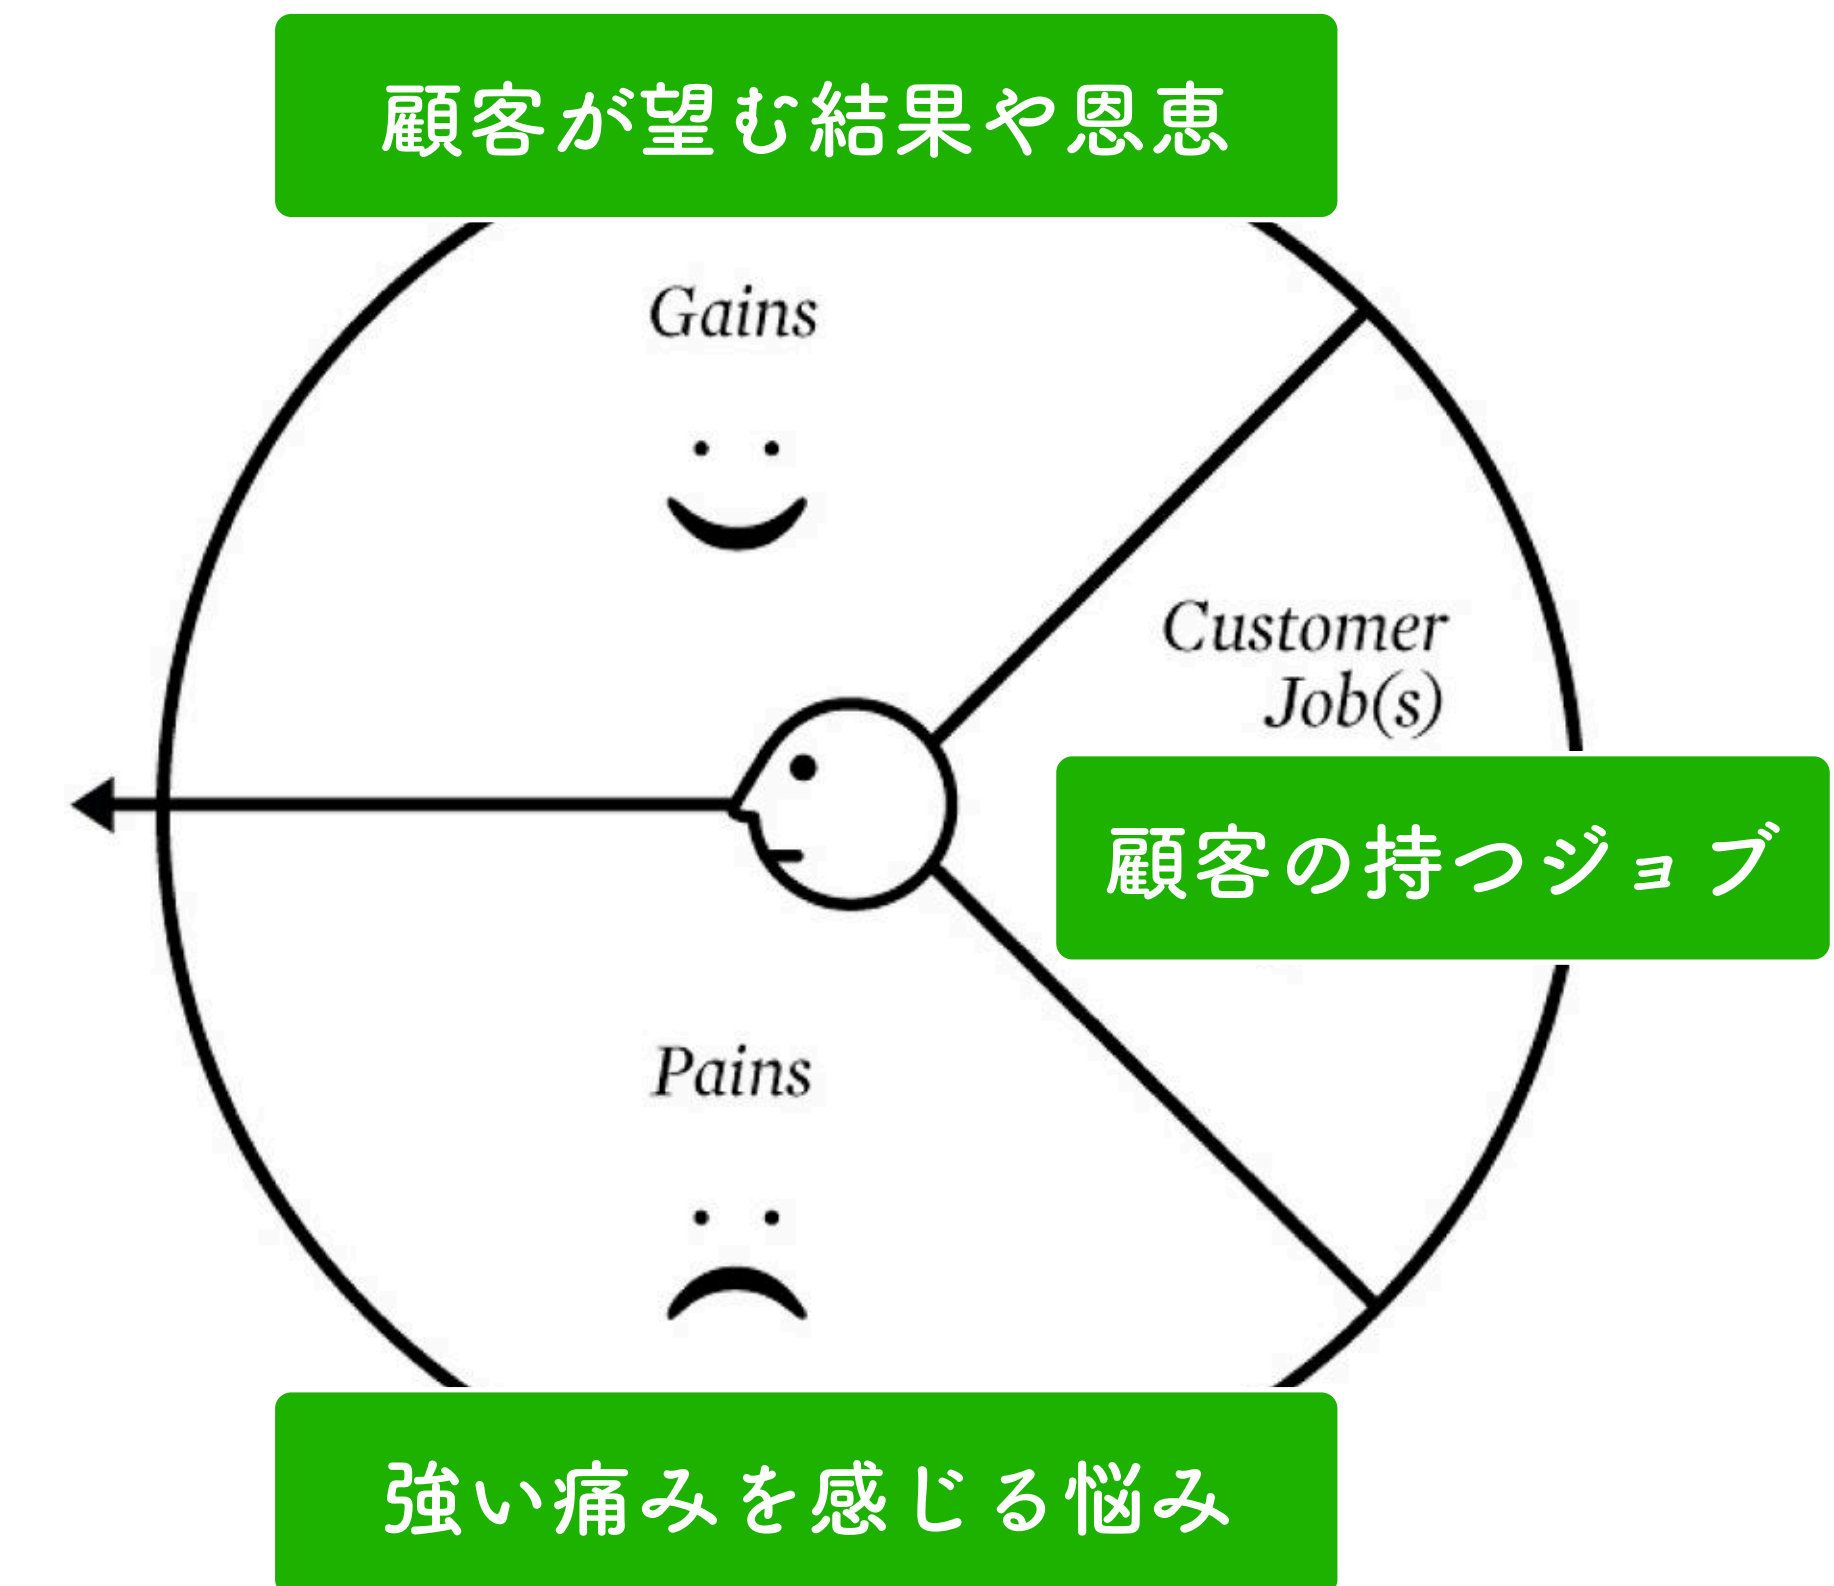 顧客が望む結果や恩恵
Gains
Customer
Job(s)
顧客の持つジョブ
Pains
強い痛みを感じる悩み